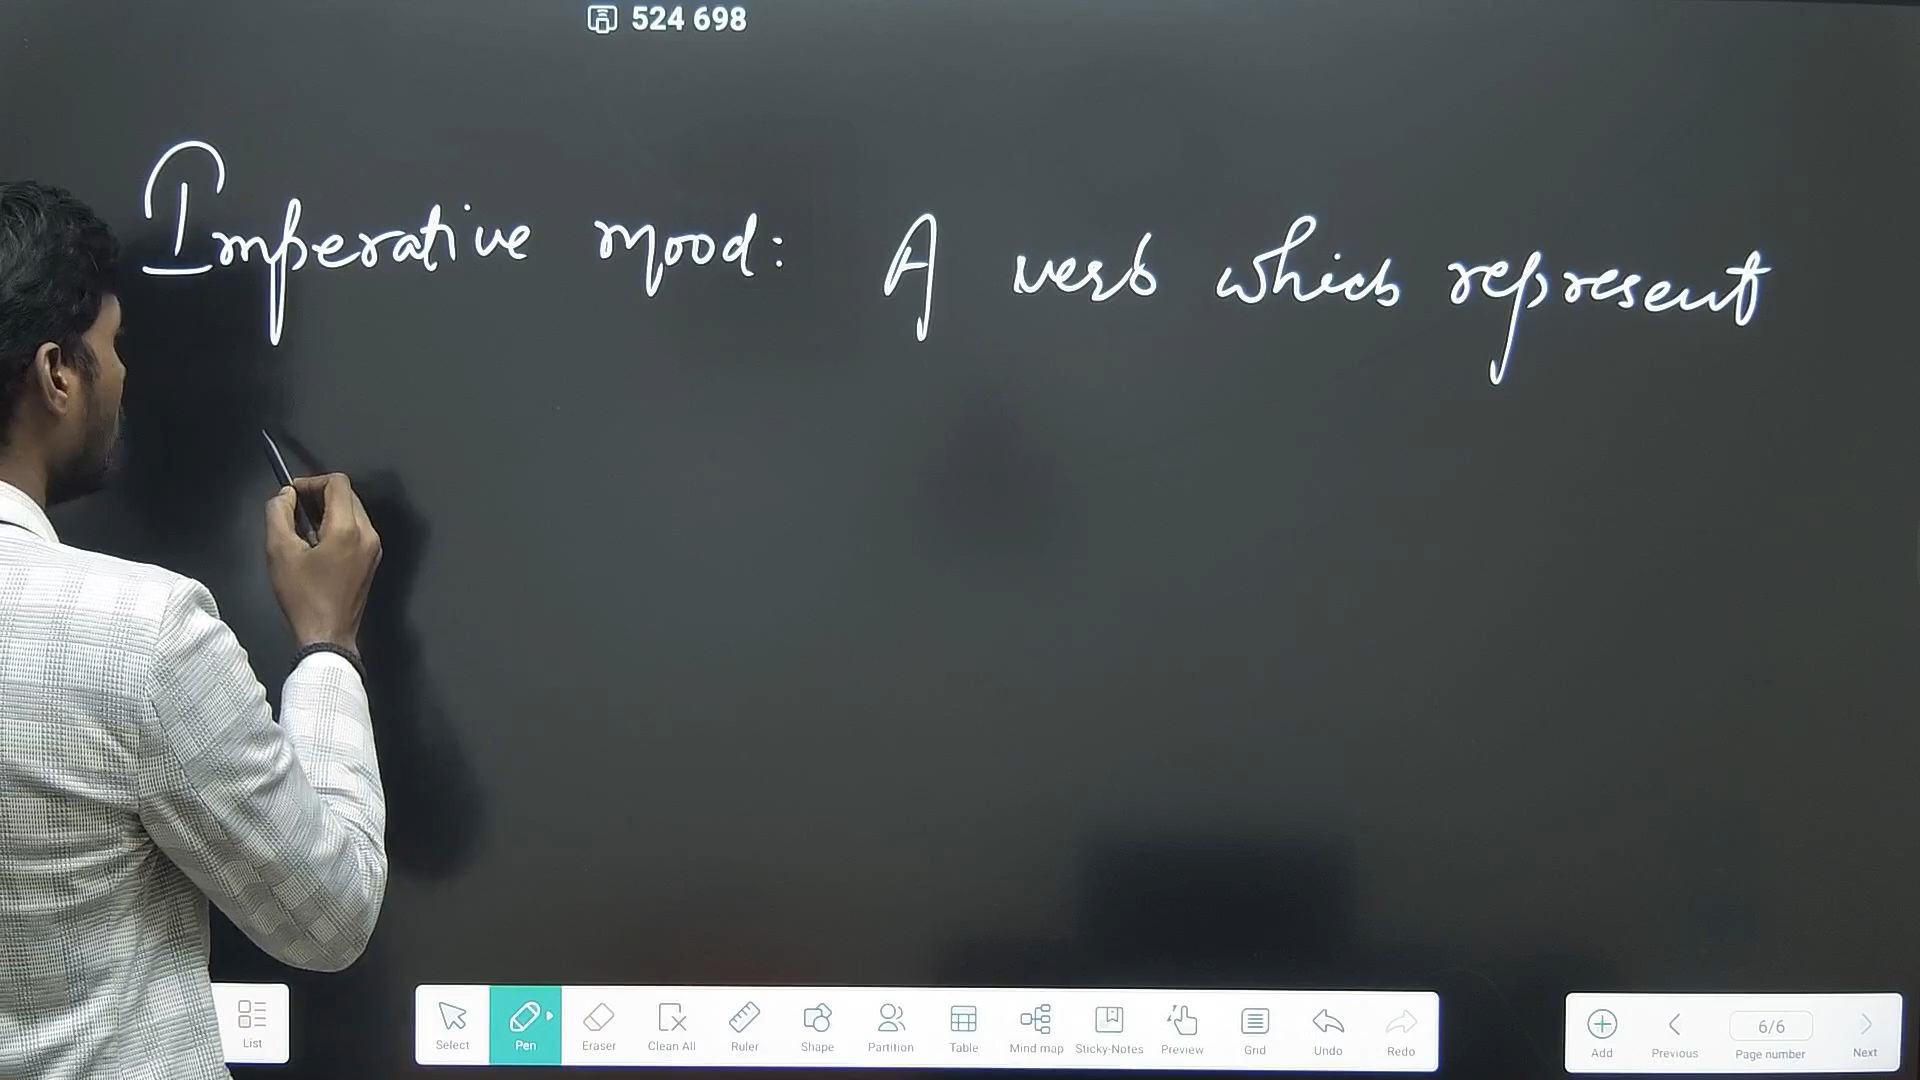 524 698
Imperative mood: A verb which represent
List
Select
Pen
Eraser
Clean All
Ruler
Shape
Partition
Table
Mind map
Sticky-Notes
Preview
Grid
Undo
Redo
Add
Previous
6/6
Page number
Next